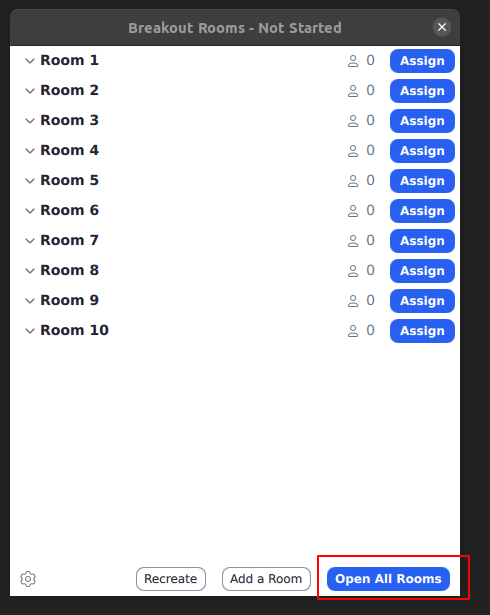 Breakout Rooms - Not Started
Room 1 0 Assign
Room 2 0 Assign
Room 3 0 Assign
Room 4 0 Assign
Room 5 0 Assign
Room 6 0 Assign
Room 7 0 Assign
Room 8 0 Assign
Room 9 0 Assign
Room 10 0 Assign
Recreate Add a Room Open All Rooms